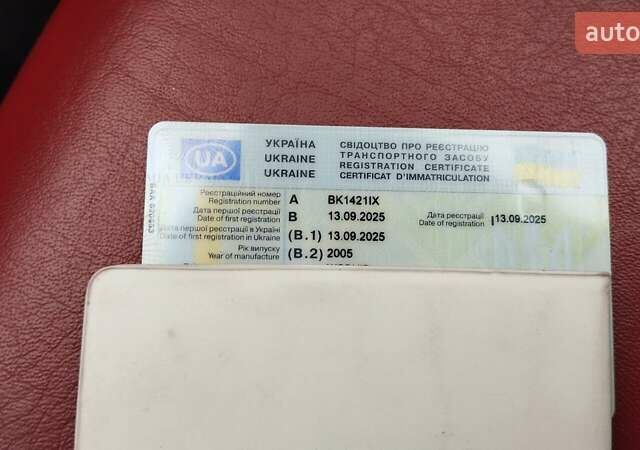 auto
UA
УКРАЇНА СВІДОЦТВО ПРО РЕЄСТРАЦІЮ
UKRAINE ТРАНСПОРТНОГО ЗАСОБУ
UKRAINE REGISTRATION CERTIFICATE
CERTIFICAT D'IMMATRICULATION
Реєстраційний номер
Registration number A BK1421IX
Дата першої реєстрації
Date of first registration B 13.09.2025
Дата реєстрації
Date of registration I 13.09.2025
Дата першої реєстрації в Україні
Date of first registration in Ukraine (B.1) 13.09.2025
Рік випуску
Year of manufacture (B.2) 2005